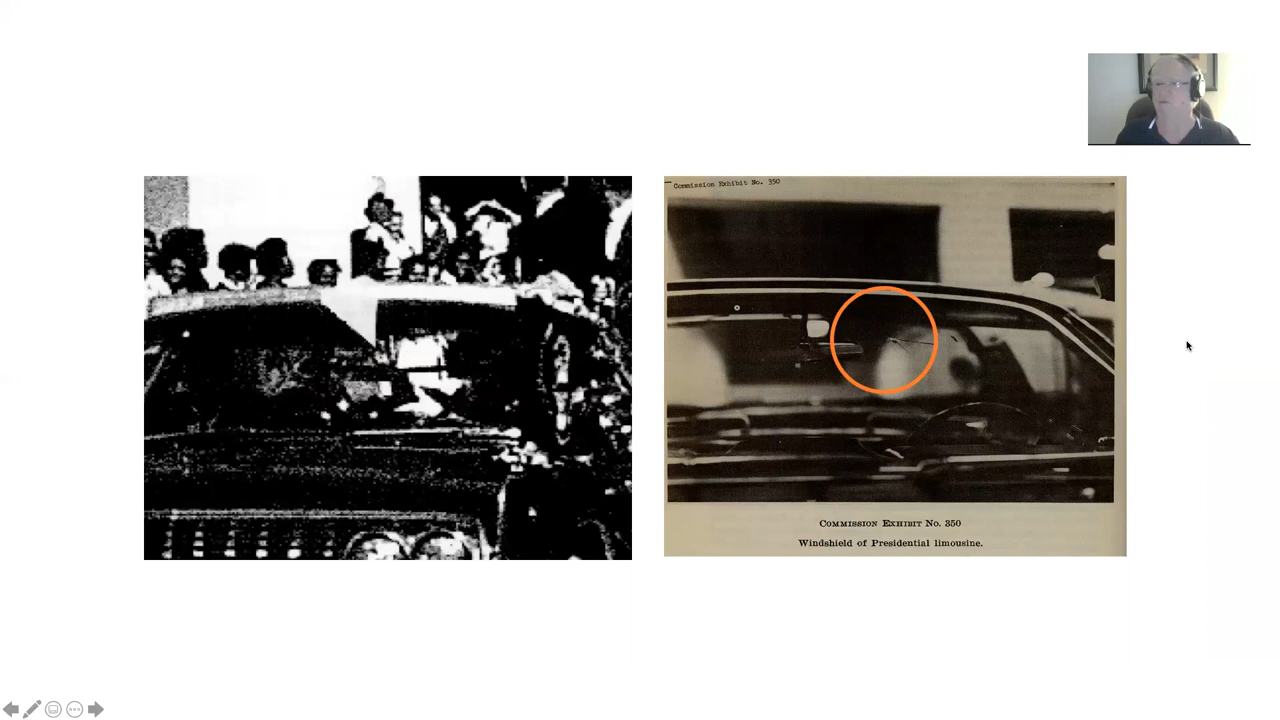 Commission Exhibit No. 350
COMMISSION EXHIBIT No. 350
Windshield of Presidential limousine.